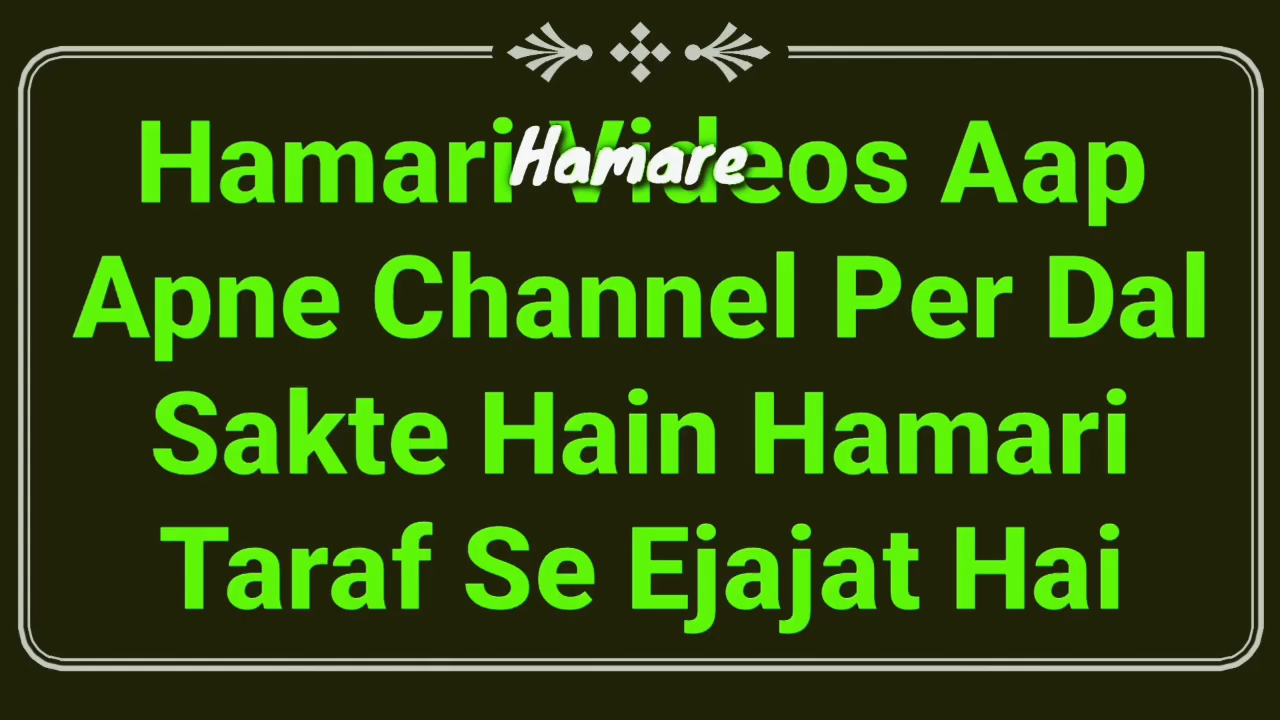 Hamari Videos Aap
Hamare
Apne Channel Per Dal
Sakte Hain Hamari
Taraf Se Ejajat Hai